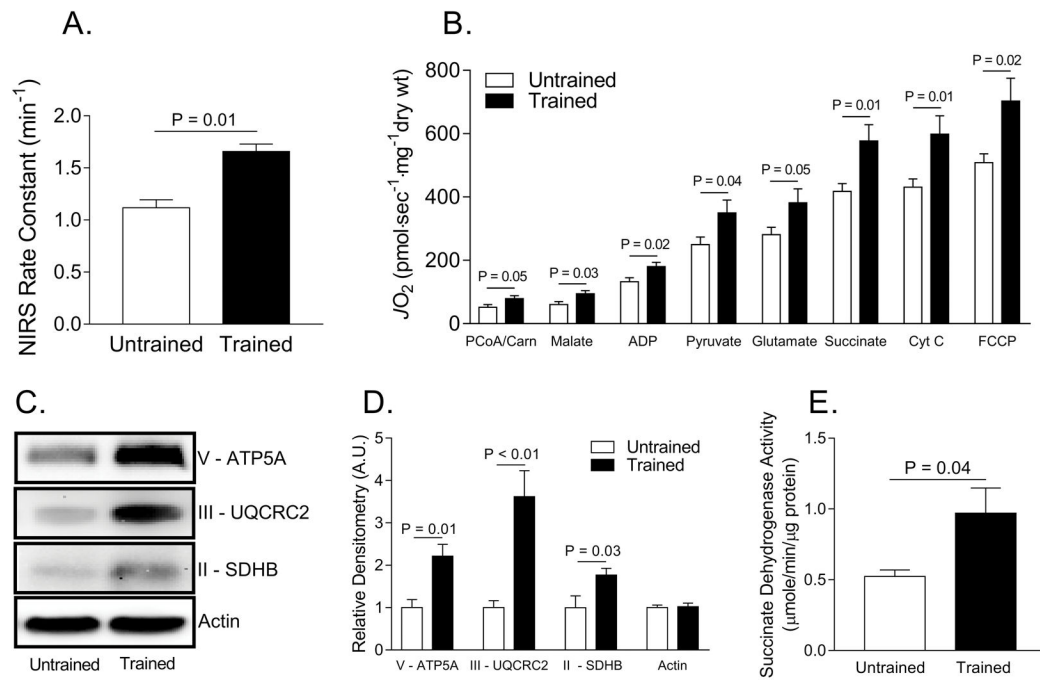 A.
NIRS Rate Constant (min⁻¹)
2.0
1.5
1.0
0.5
0.0
P = 0.01
Untrained
Trained
B.
JO₂ (pmol·sec⁻¹·mg⁻¹dry wt)
800
600
400
200
0
Untrained
Trained
P = 0.05
P = 0.03
P = 0.02
P = 0.04
P = 0.05
P = 0.01
P = 0.01
P = 0.02
PCoA/Carn
Malate
ADP
Pyruvate
Glutamate
Succinate
Cyt C
FCCP
C.
V - ATP5A
III - UQCRC2
II - SDHB
Actin
Untrained
Trained
D.
Relative Densitometry (A.U.)
5
4
3
2
1
0
Untrained
Trained
P = 0.01
P < 0.01
P = 0.03
V - ATP5A
III - UQCRC2
II - SDHB
Actin
E.
Succinate Dehydrogenase Activity
(μmole/min/μg protein)
1.5
1.0
0.5
0.0
P = 0.04
Untrained
Trained